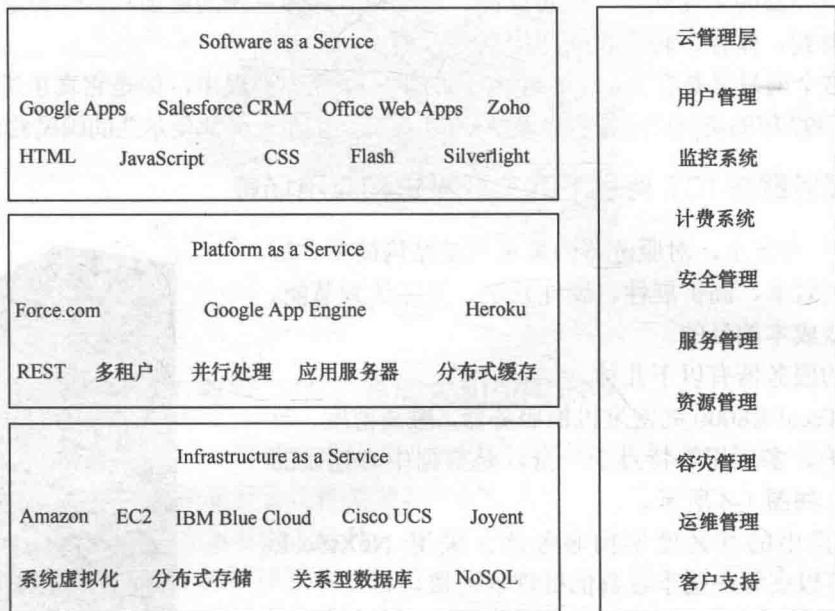 Software as a Service
Google Apps Salesforce CRM Office Web Apps Zoho
HTML JavaScript CSS Flash Silverlight
Platform as a Service
Force.com Google App Engine Heroku
REST 多租户 并行处理 应用服务器 分布式缓存
Infrastructure as a Service
Amazon EC2 IBM Blue Cloud Cisco UCS Joyent
系统虚拟化 分布式存储 关系型数据库 NoSQL
云管理层
用户管理
监控系统
计费系统
安全管理
服务管理
资源管理
容灾管理
运维管理
客户支持